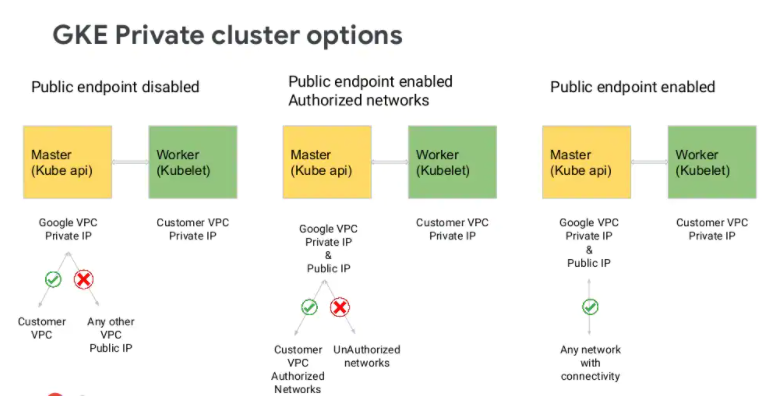 GKE Private cluster options
Public endpoint disabled
Master
(Kube api)
Worker
(Kubelet)
Google VPC
Private IP
Customer VPC
Private IP
Customer
VPC
Any other
VPC
Public IP
Public endpoint enabled
Authorized networks
Master
(Kube api)
Worker
(Kubelet)
Google VPC
Private IP
&
Public IP
Customer VPC
Private IP
Customer
VPC
Authorized
Networks
UnAuthorized
networks
Public endpoint enabled
Master
(Kube api)
Worker
(Kubelet)
Google VPC
Private IP
&
Public IP
Customer VPC
Private IP
Any network
with
connectivity